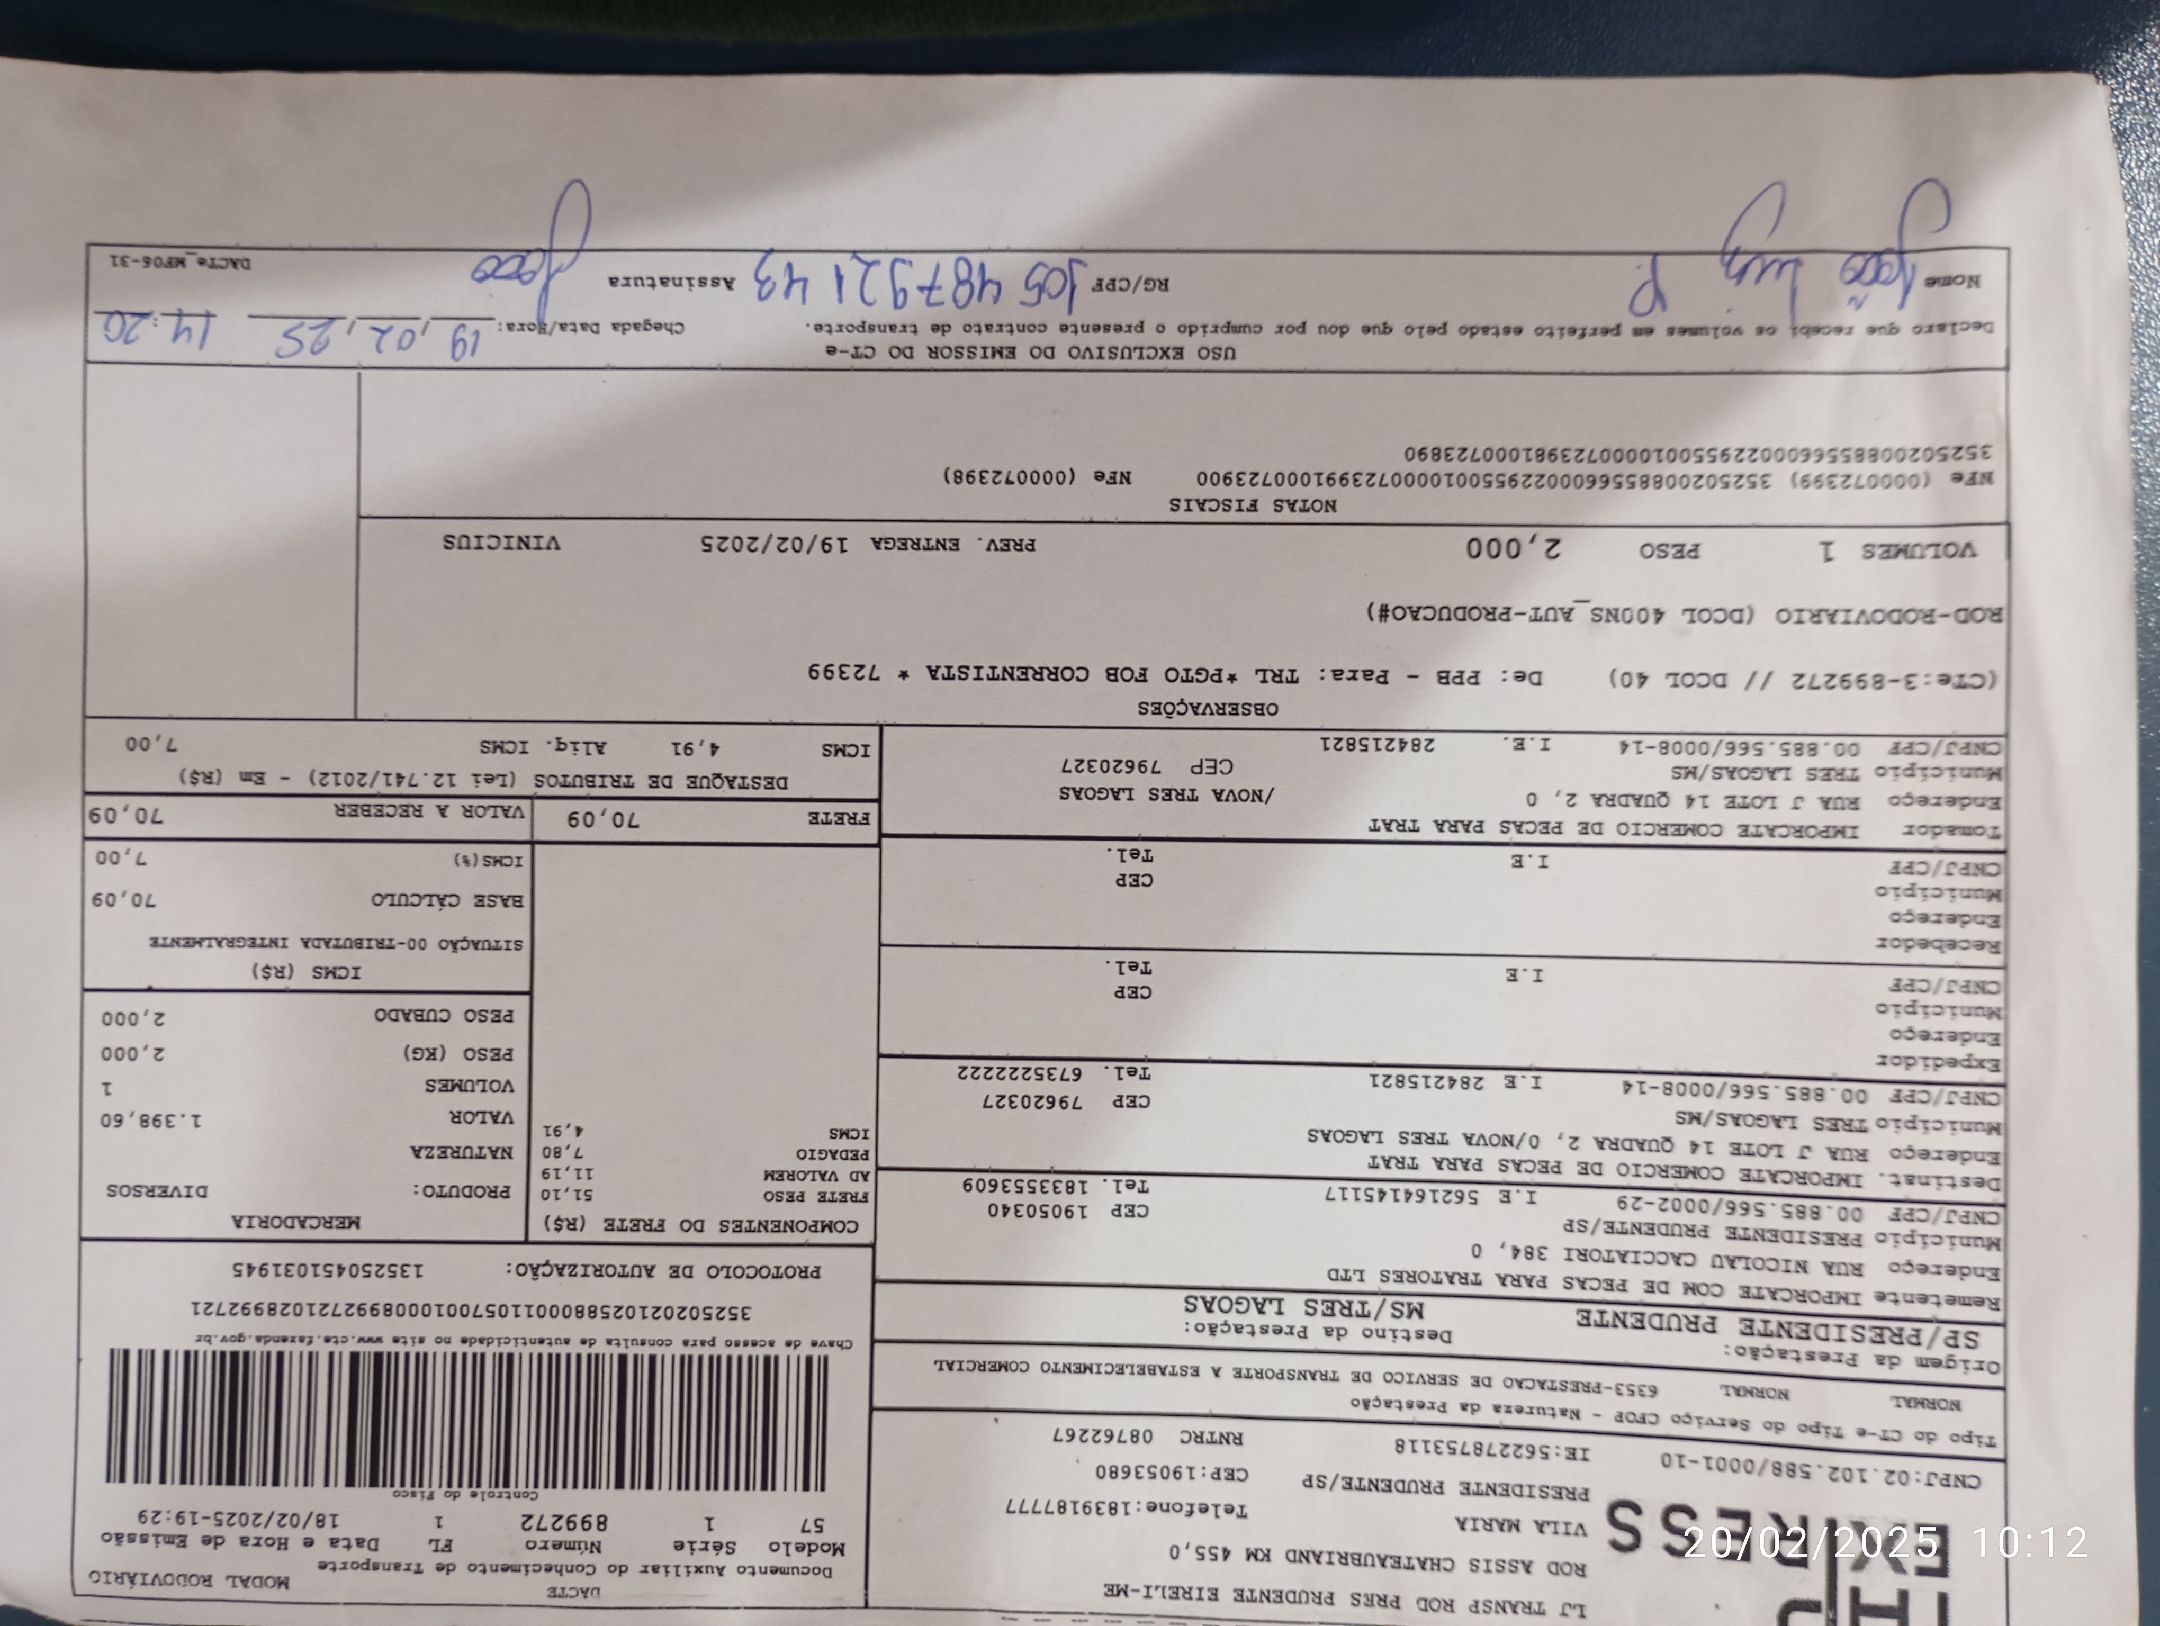 EXPRESS
LJ TRANSP ROD PRES PRUDENTE EIRELI-ME
ROD ASSIS CHATEAUBRIAND KM 455,0
VILA MARIA Telefone:1839187777
PRESIDENTE PRUDENTE/SP CEP:19053680
CNPJ:02.102.588/0001-10 IE:562278753118 RNTRC 08762267
DACTE MODAL RODOVIÁRIO
Documento Auxiliar do Conhecimento de Transporte
Modelo Série Número FL Data e Hora de Emissão
57 1 899272 1 18/02/2025-19:29
Controle do Fisco
Chave de acesso para consulta de autenticidade no site www.cte.fazenda.gov.br
35250202102588000110570010008992721028992721
PROTOCOLO DE AUTORIZAÇÃO: 135250451031945
Tipo do CT-e Tipo do Serviço CFOP - Natureza da Prestação
NORMAL NORMAL 6353-PRESTACAO DE SERVICO DE TRANSPORTE A ESTABELECIMENTO COMERCIAL
Origem da Prestação: Destino da Prestação:
SP/PRESIDENTE PRUDENTE MS/TRES LAGOAS
Remetente IMPORCATE COM DE PECAS PARA TRATORES LTD
Endereço RUA NICOLAU CACCIATORI 384, 0
Município PRESIDENTE PRUDENTE/SP CEP 19050340
CNPJ/CPF 00.885.566/0002-29 I.E 562164145117 Tel. 1833553609
Destinat. IMPORCATE COMERCIO DE PECAS PARA TRAT
Endereço RUA J LOTE 14 QUADRA 2, 0/NOVA TRES LAGOAS
Município TRES LAGOAS/MS CEP 79620327
CNPJ/CPF 00.885.566/0008-14 I.E 284215821 Tel. 6735222222
Expedidor
Endereço
Município CEP
CNPJ/CPF I.E Tel.
Recebedor
Endereço
Município CEP
CNPJ/CPF I.E Tel.
Tomador IMPORCATE COMERCIO DE PECAS PARA TRAT
Endereço RUA J LOTE 14 QUADRA 2, 0 /NOVA TRES LAGOAS
Município TRES LAGOAS/MS CEP 79620327
CNPJ/CPF 00.885.566/0008-14 I.E. 284215821
COMPONENTES DO FRETE (R$)
FRETE PESO 51,10
AD VALOREM 11,19
PEDAGIO 7,80
ICMS 4,91
MERCADORIA
PRODUTO: DIVERSOS
NATUREZA
VALOR 1.398,60
VOLUMES 1
PESO (KG) 2,000
PESO CUBADO 2,000
ICMS (R$)
SITUAÇÃO 00-TRIBUTADA INTEGRALMENTE
BASE CÁLCULO 70,09
ICMS(%) 7,00
FRETE 70,09 VALOR A RECEBER 70,09
DESTAQUE DE TRIBUTOS (Lei 12.741/2012) - Em (R$)
ICMS 4,91 Aliq. ICMS 7,00
OBSERVAÇÕES
(CTe:3-899272 // DCOL 40) De: PPB - Para: TRL *PGTO FOB CORRENTISTA * 72399
ROD-RODOVIARIO (DCOL 400NS_AUT-PRODUCAO#)
VOLUMES 1 PESO 2,000 PREV. ENTREGA 19/02/2025 VINICIUS
NOTAS FISCAIS
NFe (000072399) 35250200885566000229550010000723991000723900 NFe (000072398)
35250200885566000229550010000723981000723890
USO EXCLUSIVO DO EMISSOR DO CT-e
Declaro que recebi os volumes em perfeito estado pelo que dou por cumprido o presente contrato de transporte. Chegada Data/Hora: 19/02/25 14:20
Nome João Luiz P. RG/CPF 105 487921 43 Assinatura João
DACTe_MF06-31
20/02/2025 10:12